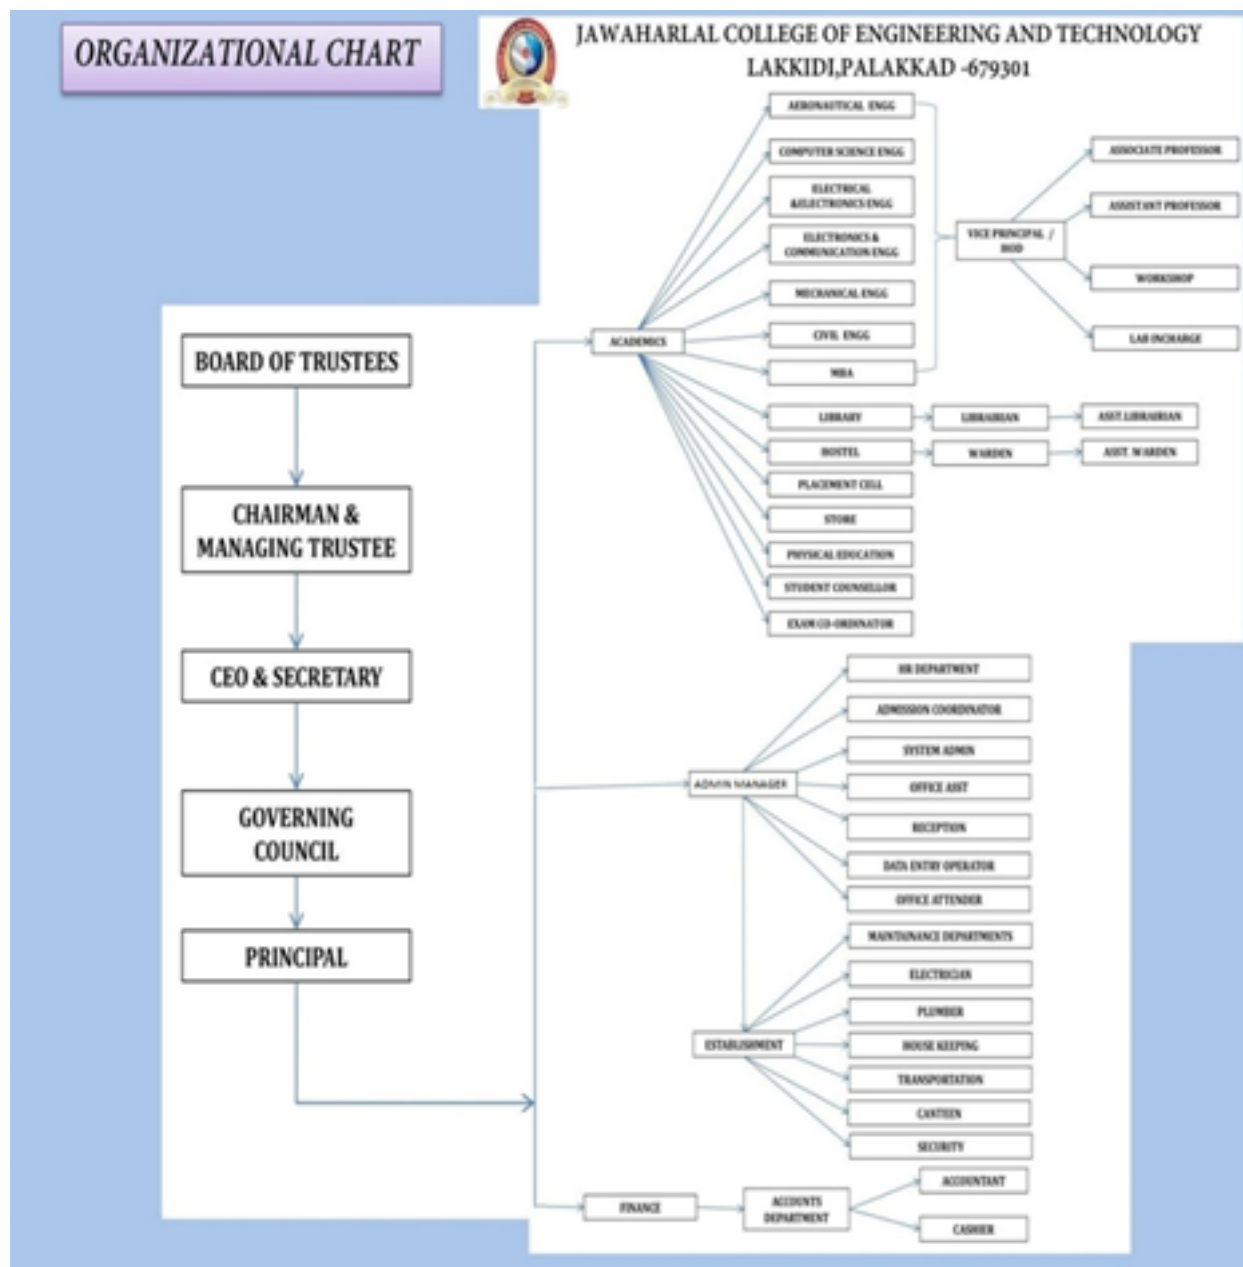 ORGANIZATIONAL CHART
JAWAHARLAL COLLEGE OF ENGINEERING AND TECHNOLOGY
LAKKIDI,PALAKKAD -679301
BOARD OF TRUSTEES
CHAIRMAN &
MANAGING TRUSTEE
CEO & SECRETARY
GOVERNING
COUNCIL
PRINCIPAL
ACADEMICS
AERONAUTICAL ENGG
COMPUTER SCIENCE ENGG
ELECTRICAL
&ELECTRONICS ENGG
ELECTRONICS &
COMMUNICATION ENGG
MECHANICAL ENGG
CIVIL ENGG
MBA
VICE PRINCIPAL /
HOD
ASSOCIATE PROFESSOR
ASSISTANT PROFESSOR
WORKSHOP
LAB INCHARGE
LIBRARY
LIBRAIRIAN
ASST.LIBRAIRIAN
HOSTEL
WARDEN
ASST. WARDEN
PLACEMENT CELL
STORE
PHYSICAL EDUCATION
STUDENT COUNSELLOR
EXAM CO-ORDINATOR
ADMIN MANAGER
HR DEPARTMENT
ADMISSION COORDINATOR
SYSTEM ADMIN
OFFICE ASST
RECEPTION
DATA ENTRY OPERATOR
OFFICE ATTENDER
ESTABLISHMENT
MAINTAINANCE DEPARTMENTS
ELECTRICIAN
PLUMBER
HOUSE KEEPING
TRANSPORTATION
CANTEEN
SECURITY
FINANCE
ACCOUNTS
DEPARTMENT
ACCOUNTANT
CASHIER